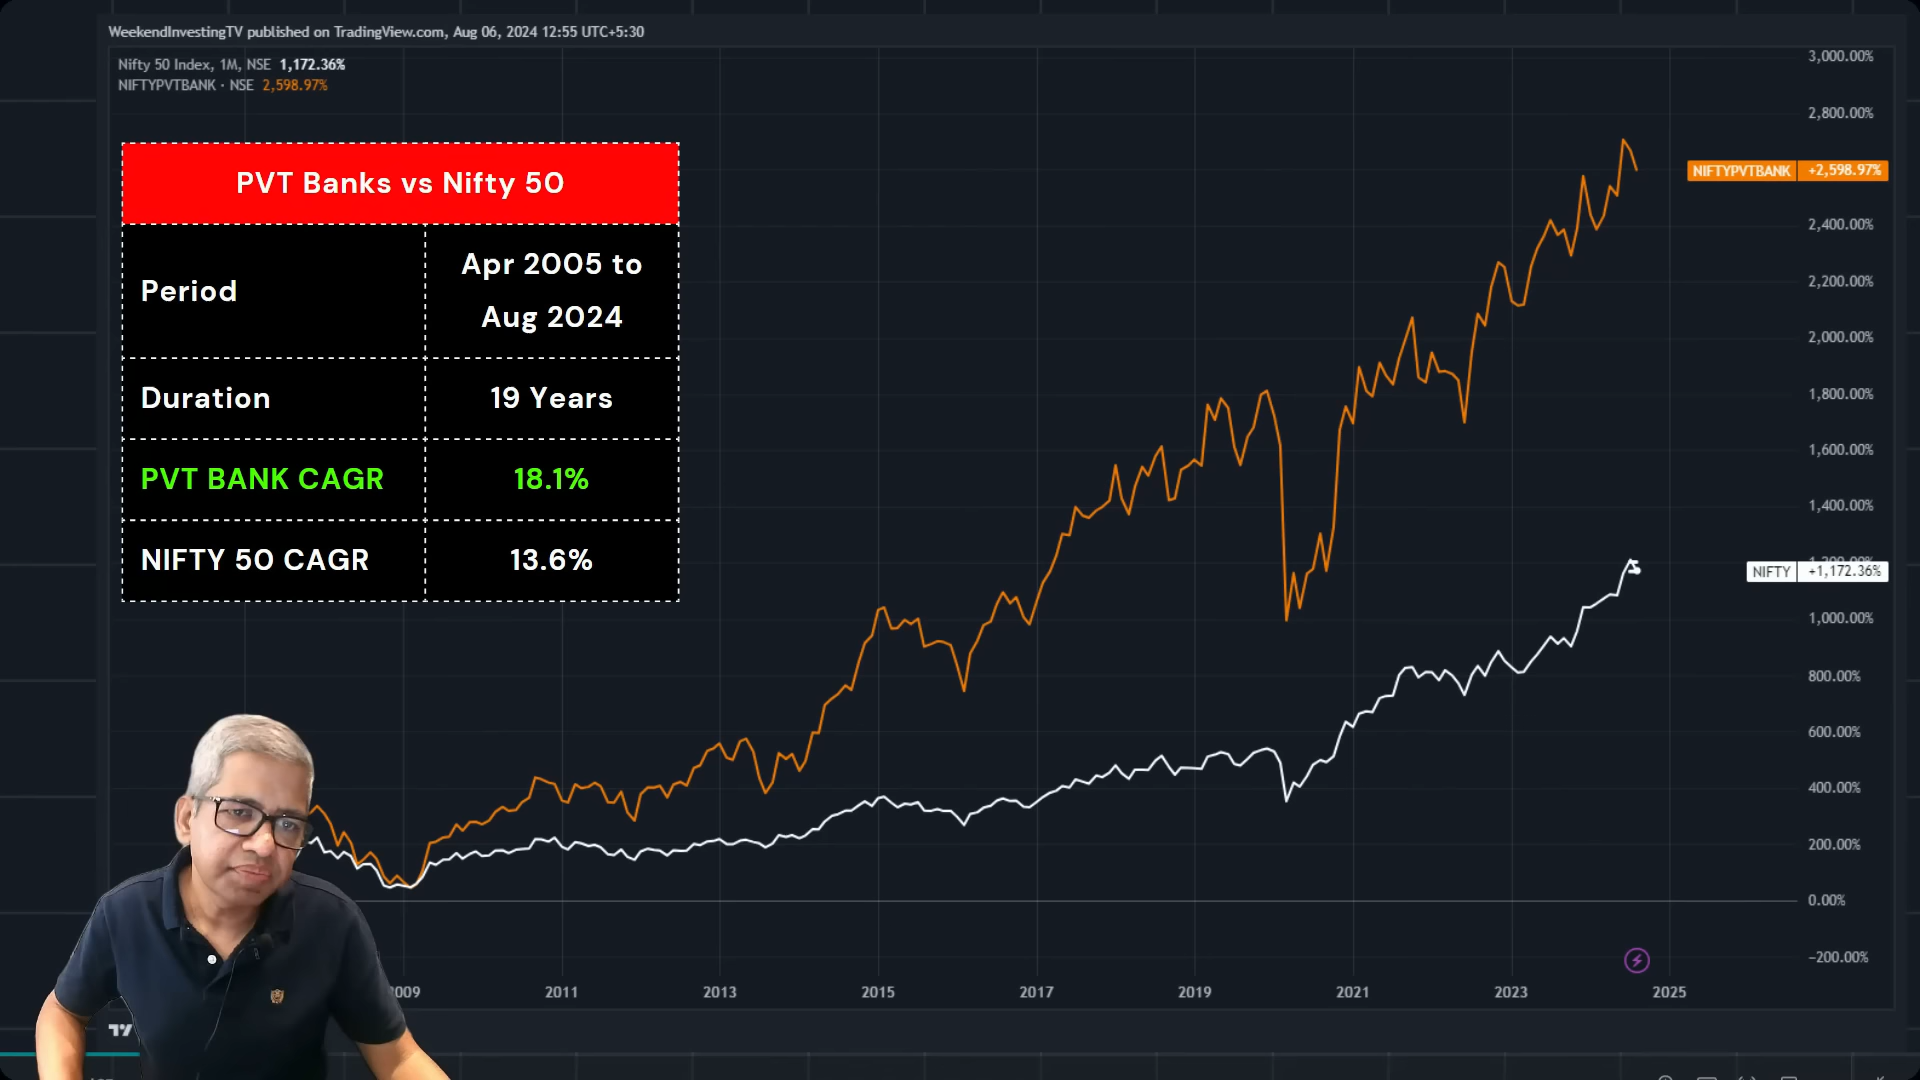 WeekendInvestingTV published on TradingView.com, Aug 06, 2024 12:55 UTC+5:30
Nifty 50 Index, 1M, NSE 1,172.36%
NIFTYPVTBANK · NSE 2,598.97%
PVT Banks vs Nifty 50
Period
Apr 2005 to
Aug 2024
Duration 19 Years
PVT BANK CAGR 18.1%
NIFTY 50 CAGR 13.6%
3,000.00%
2,800.00%
NIFTYPVTBANK +2,598.97%
2,400.00%
2,200.00%
2,000.00%
1,800.00%
1,600.00%
1,400.00%
NIFTY +1,172.36%
1,000.00%
800.00%
600.00%
400.00%
200.00%
0.00%
−200.00%
2011 2013 2015 2017 2019 2021 2023 2025